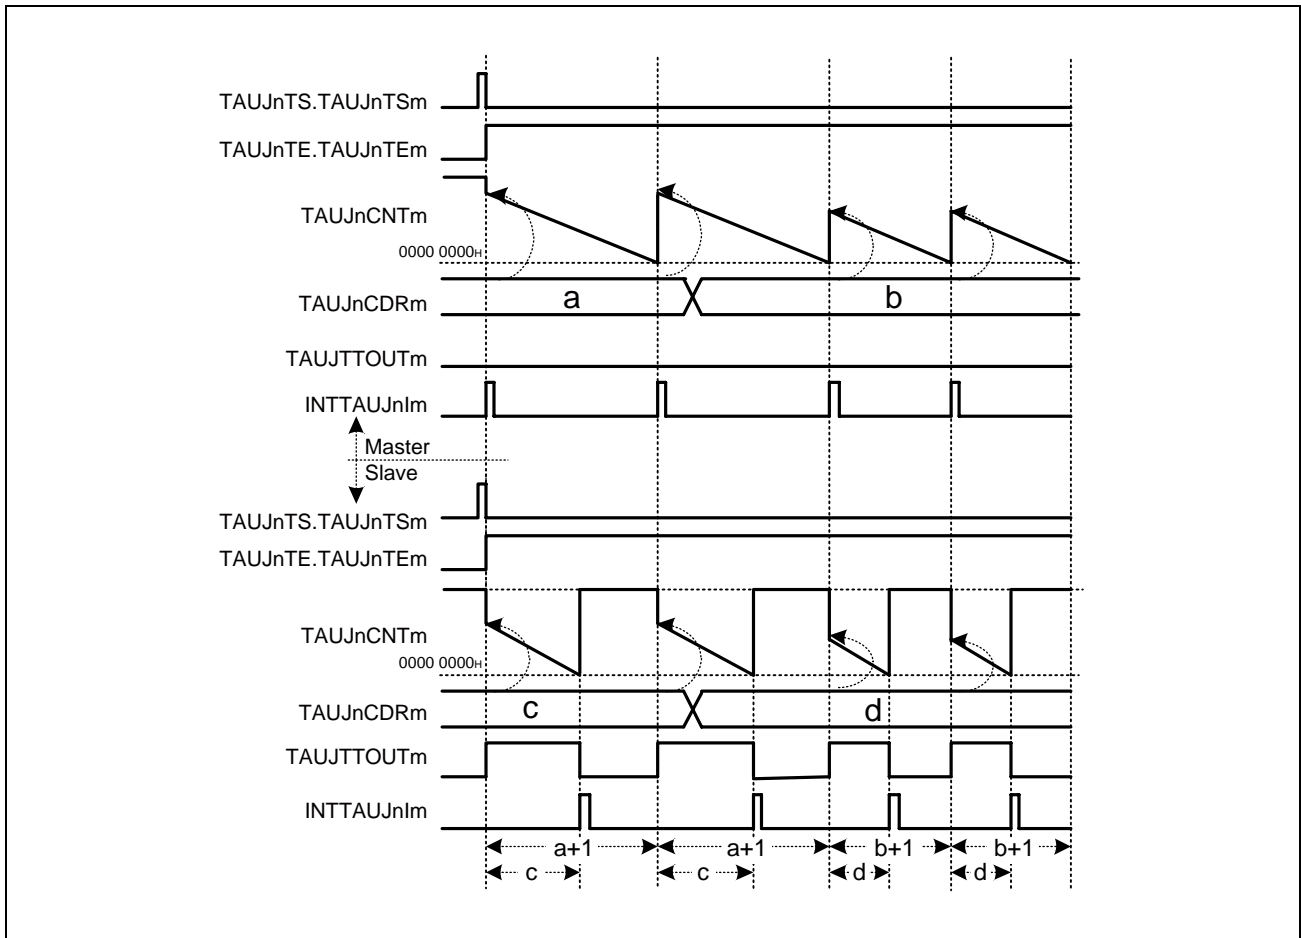 TAUJnTS.TAUJnTSm
TAUJnTE.TAUJnTEm
TAUJnCNTm
0000 0000H
TAUJnCDRm
a
b
TAUJTTOUTm
INTTAUJnIm
Master
Slave
TAUJnTS.TAUJnTSm
TAUJnTE.TAUJnTEm
TAUJnCNTm
0000 0000H
TAUJnCDRm
c
d
TAUJTTOUTm
INTTAUJnIm
a+1 a+1 b+1 b+1
c c d d